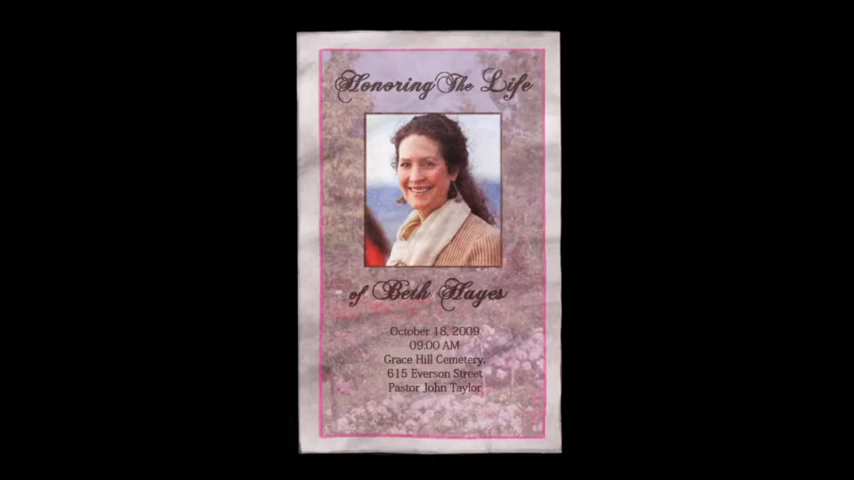 Honoring The Life
of Beth Hayes
October 18, 2009
09:00 AM
Grace Hill Cemetery.
615 Everson Street
Pastor John Taylor